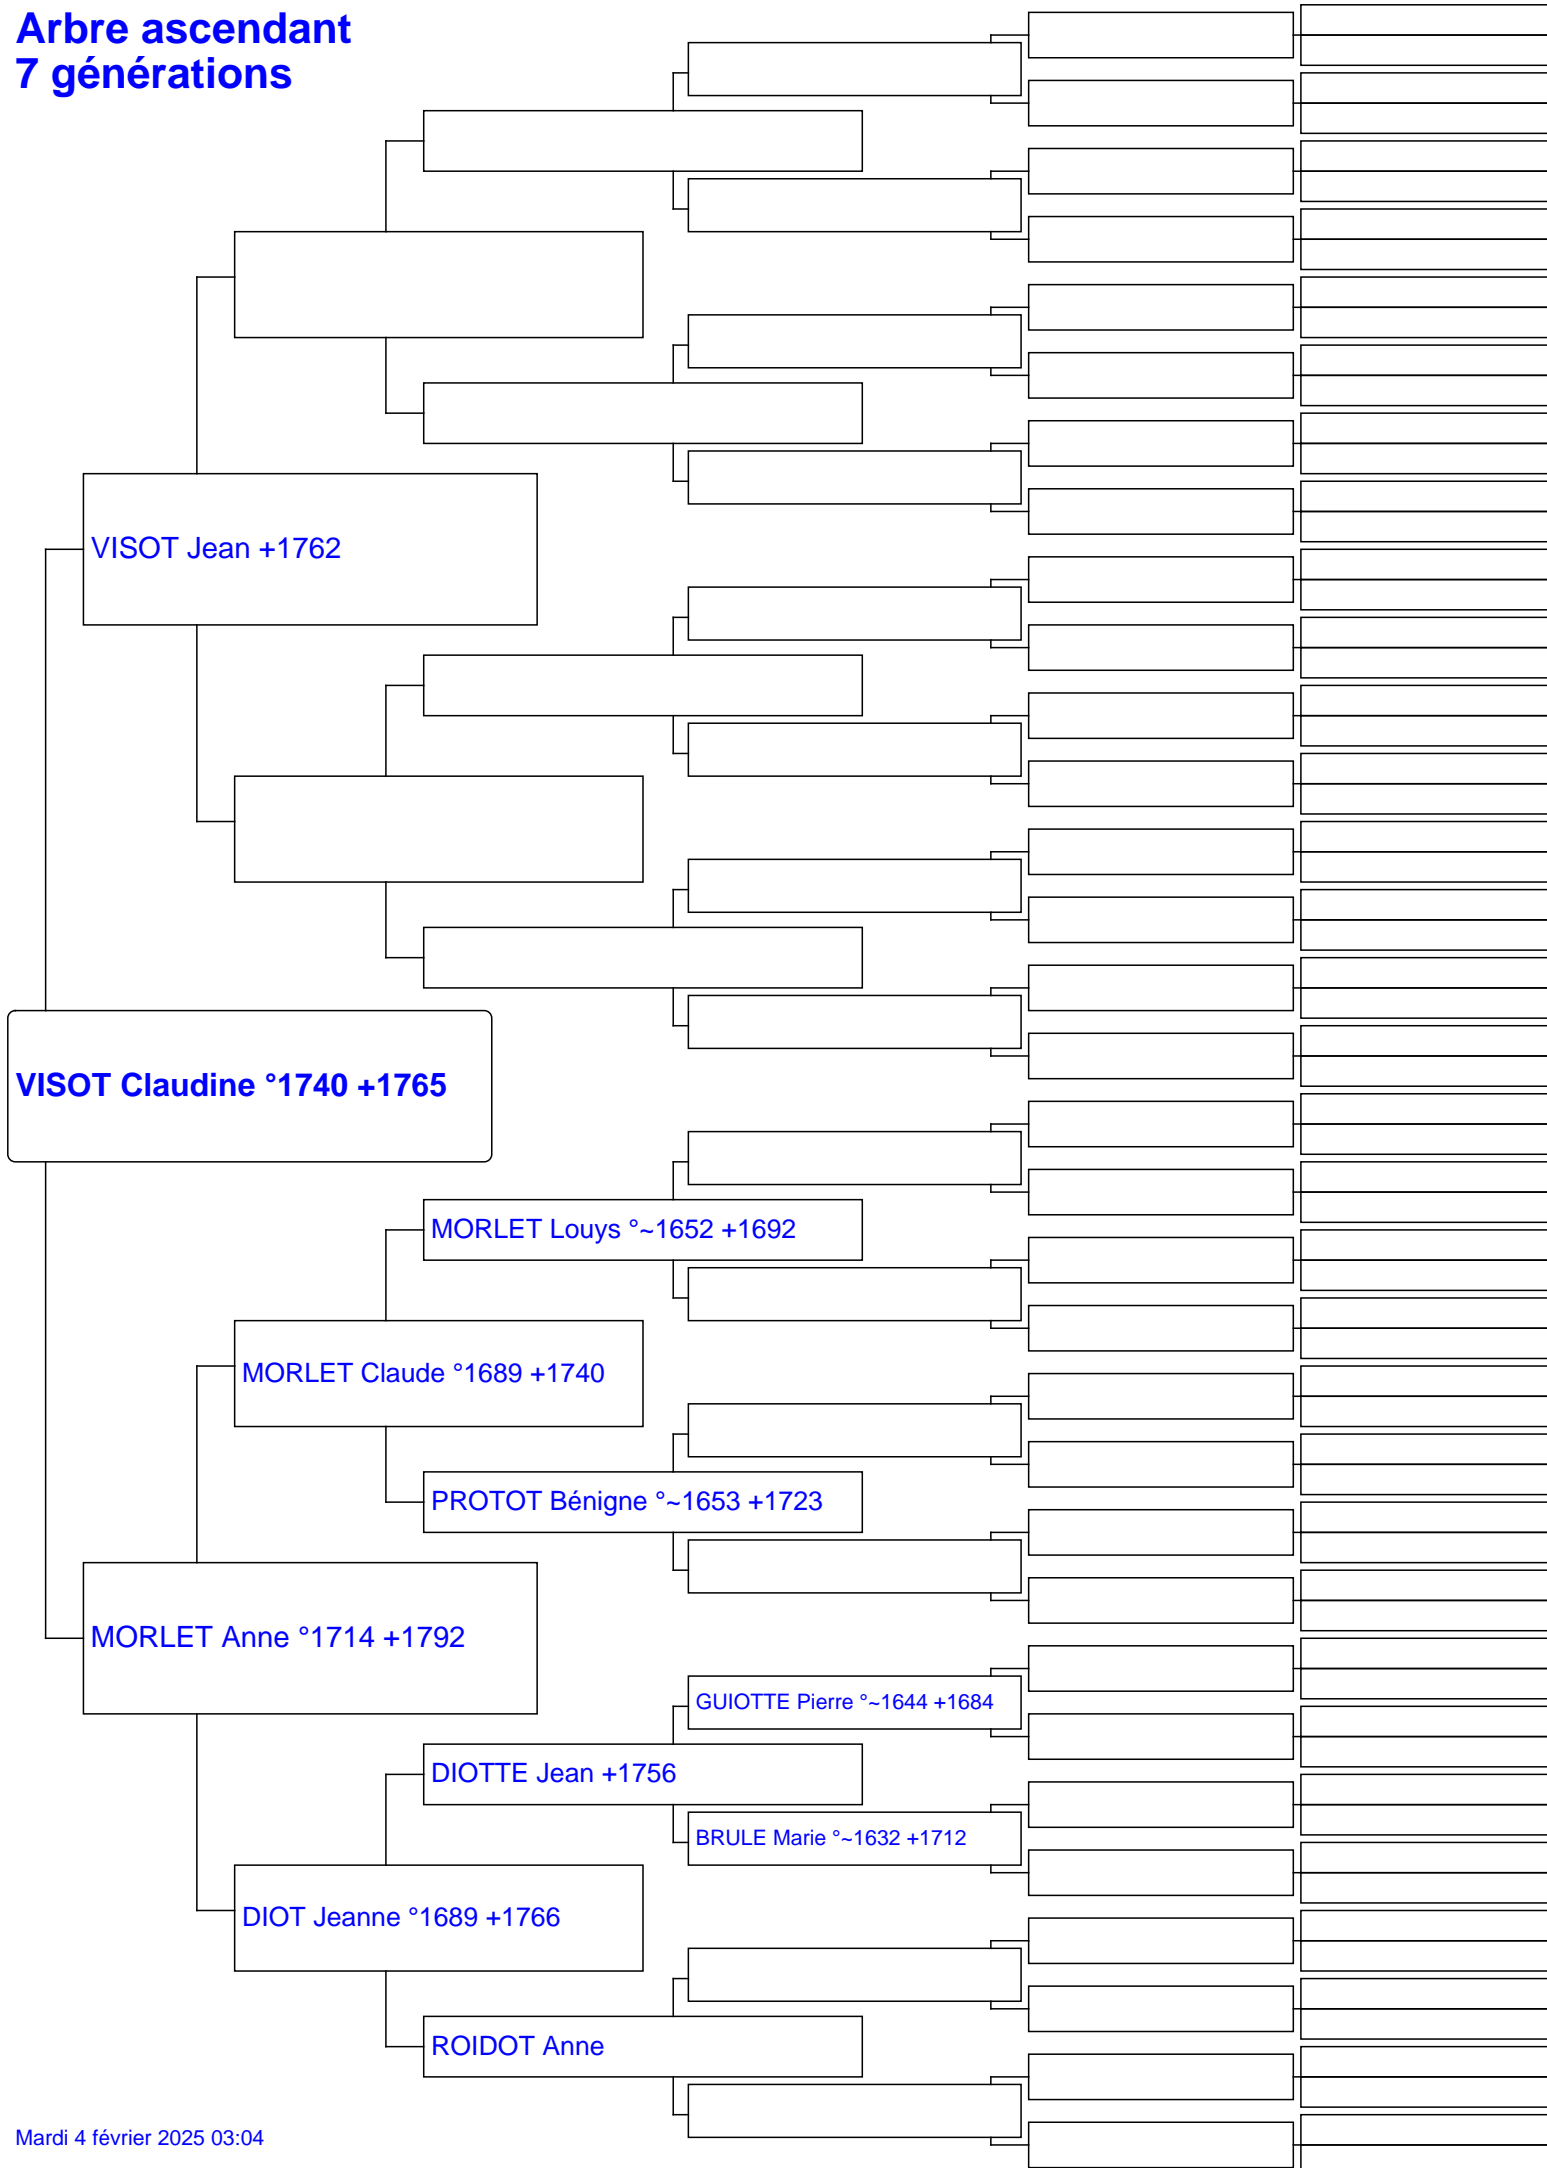 Arbre ascendant
7 générations
VISOT Jean +1762
VISOT Claudine °1740 +1765
MORLET Louys °~1652 +1692
MORLET Claude °1689 +1740
PROTOT Bénigne °~1653 +1723
MORLET Anne °1714 +1792
GUIOTTE Pierre °~1644 +1684
DIOTTE Jean +1756
BRULE Marie °~1632 +1712
DIOT Jeanne °1689 +1766
ROIDOT Anne
Mardi 4 février 2025 03:04